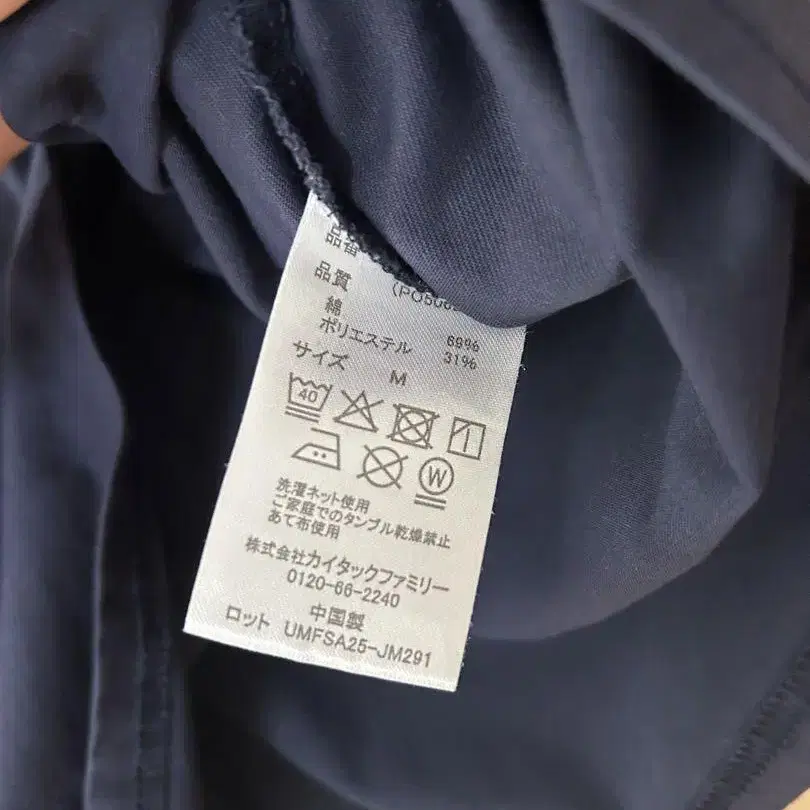 品番
品質
綿 69%
ポリエステル 31%
サイズ M
40
W
洗濯ネット使用
ご家庭でのタンブル乾燥禁止
あて布使用
株式会社カイタックファミリー
0120-66-2240
中国製
ロット UMFSA25-JM291